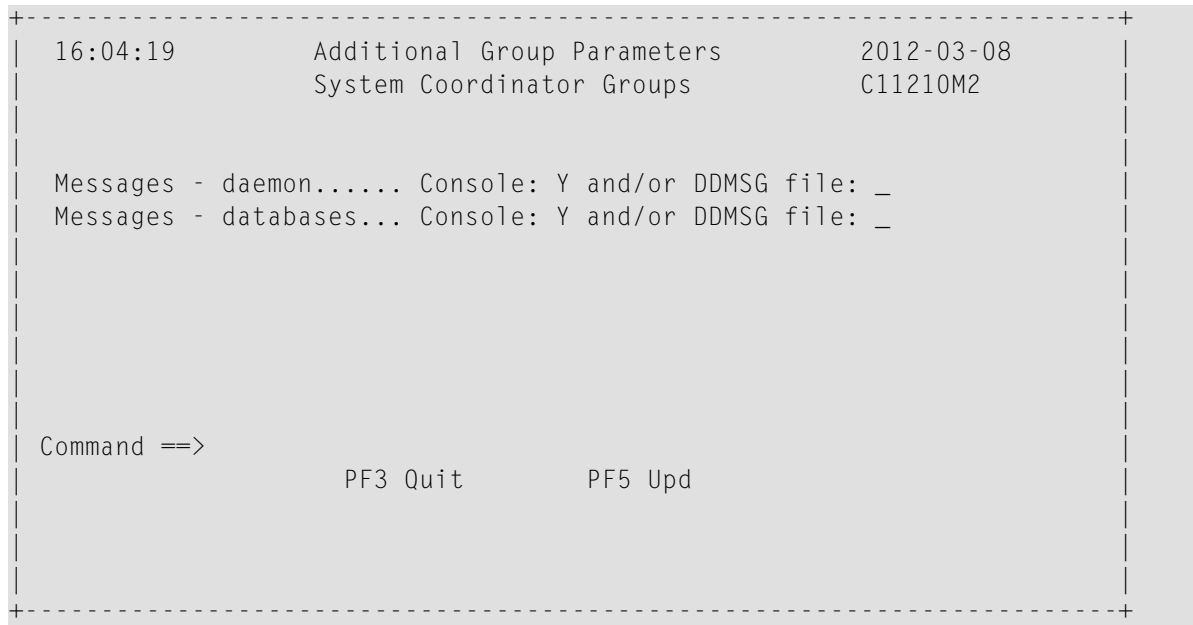 16:04:19 Additional Group Parameters 2012-03-08
System Coordinator Groups C11210M2
Messages - daemon...... Console: Y and/or DDMSG file: _
Messages - databases... Console: Y and/or DDMSG file: _
Command ==>
PF3 Quit PF5 Upd